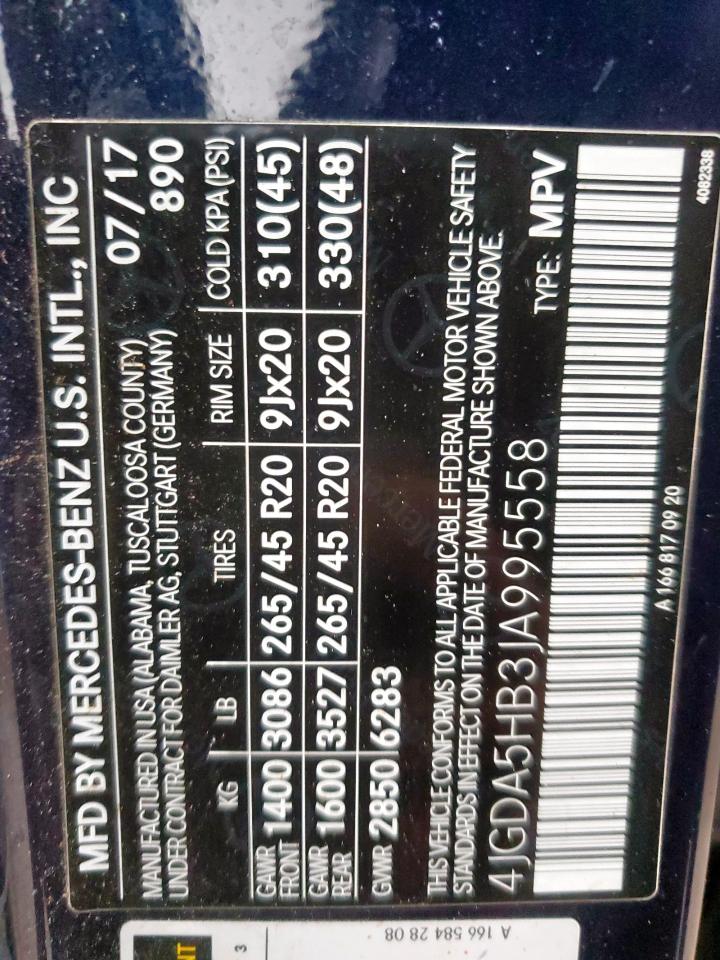 MFD BY MERCEDES-BENZ U.S. INTL., INC
MANUFACTURED IN USA (ALABAMA, TUSCALOOSA COUNTY) 07/17
UNDER CONTRACT FOR DAIMLER AG, STUTTGART (GERMANY) 890
KG LB TIRES RIM SIZE COLD KPA (PSI)
GAWR FRONT 1400 3086 265/45 R20 9Jx20 310(45)
GAWR REAR 1600 3527 265/45 R20 9Jx20 330(48)
GVWR 2850 6283
THIS VEHICLE CONFORMS TO ALL APPLICABLE FEDERAL MOTOR VEHICLE SAFETY
STANDARDS IN EFFECT ON THE DATE OF MANUFACTURE SHOWN ABOVE.
4JGDA5HB3JA995558 TYPE: MPV
A 166 817 09 20
4082338
NT
3
A 166 584 28 08